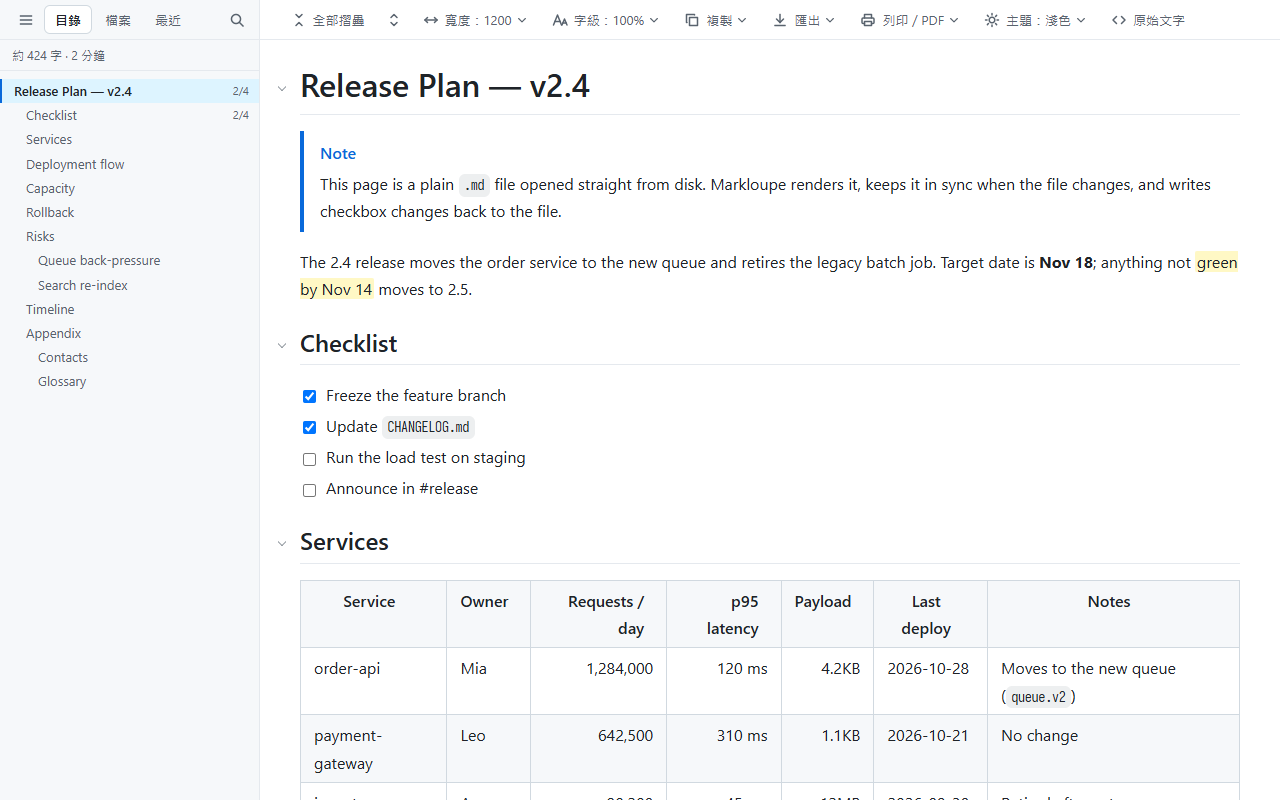 目錄 檔案 最近
全部摺疊 寬度：1200 字級：100% 複製 匯出 列印 / PDF 主題：淺色 原始文字
約 424 字 · 2 分鐘
Release Plan — v2.4 2/4
Checklist 2/4
Services
Deployment flow
Capacity
Rollback
Risks
Queue back-pressure
Search re-index
Timeline
Appendix
Contacts
Glossary
Release Plan — v2.4
Note
This page is a plain .md file opened straight from disk. Markloupe renders it, keeps it in sync when the file changes, and writes
checkbox changes back to the file.
The 2.4 release moves the order service to the new queue and retires the legacy batch job. Target date is Nov 18; anything not green
by Nov 14 moves to 2.5.
Checklist
Freeze the feature branch
Update CHANGELOG.md
Run the load test on staging
Announce in #release
Services
Service Owner Requests / p95 Payload Last Notes
day latency deploy
order-api Mia 1,284,000 120 ms 4.2KB 2026-10-28 Moves to the new queue
(queue.v2)
payment- Leo 642,500 310 ms 1.1KB 2026-10-21 No change
gateway